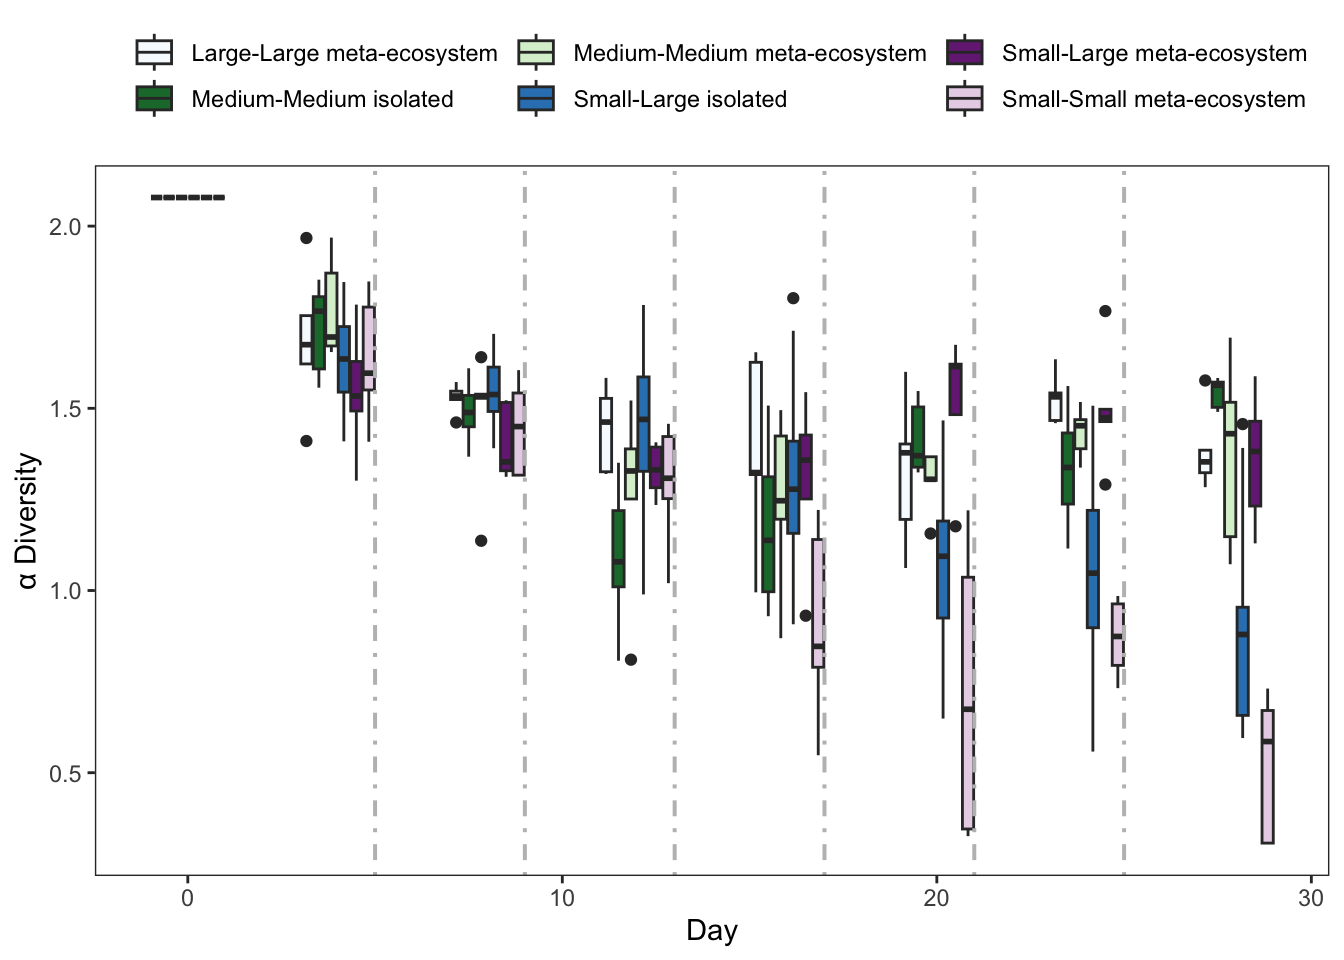 Large-Large meta-ecosystem
Medium-Medium meta-ecosystem
Small-Large meta-ecosystem
Medium-Medium isolated
Small-Large isolated
Small-Small meta-ecosystem
2.0
1.5
1.0
0.5
α Diversity
0
10
20
30
Day